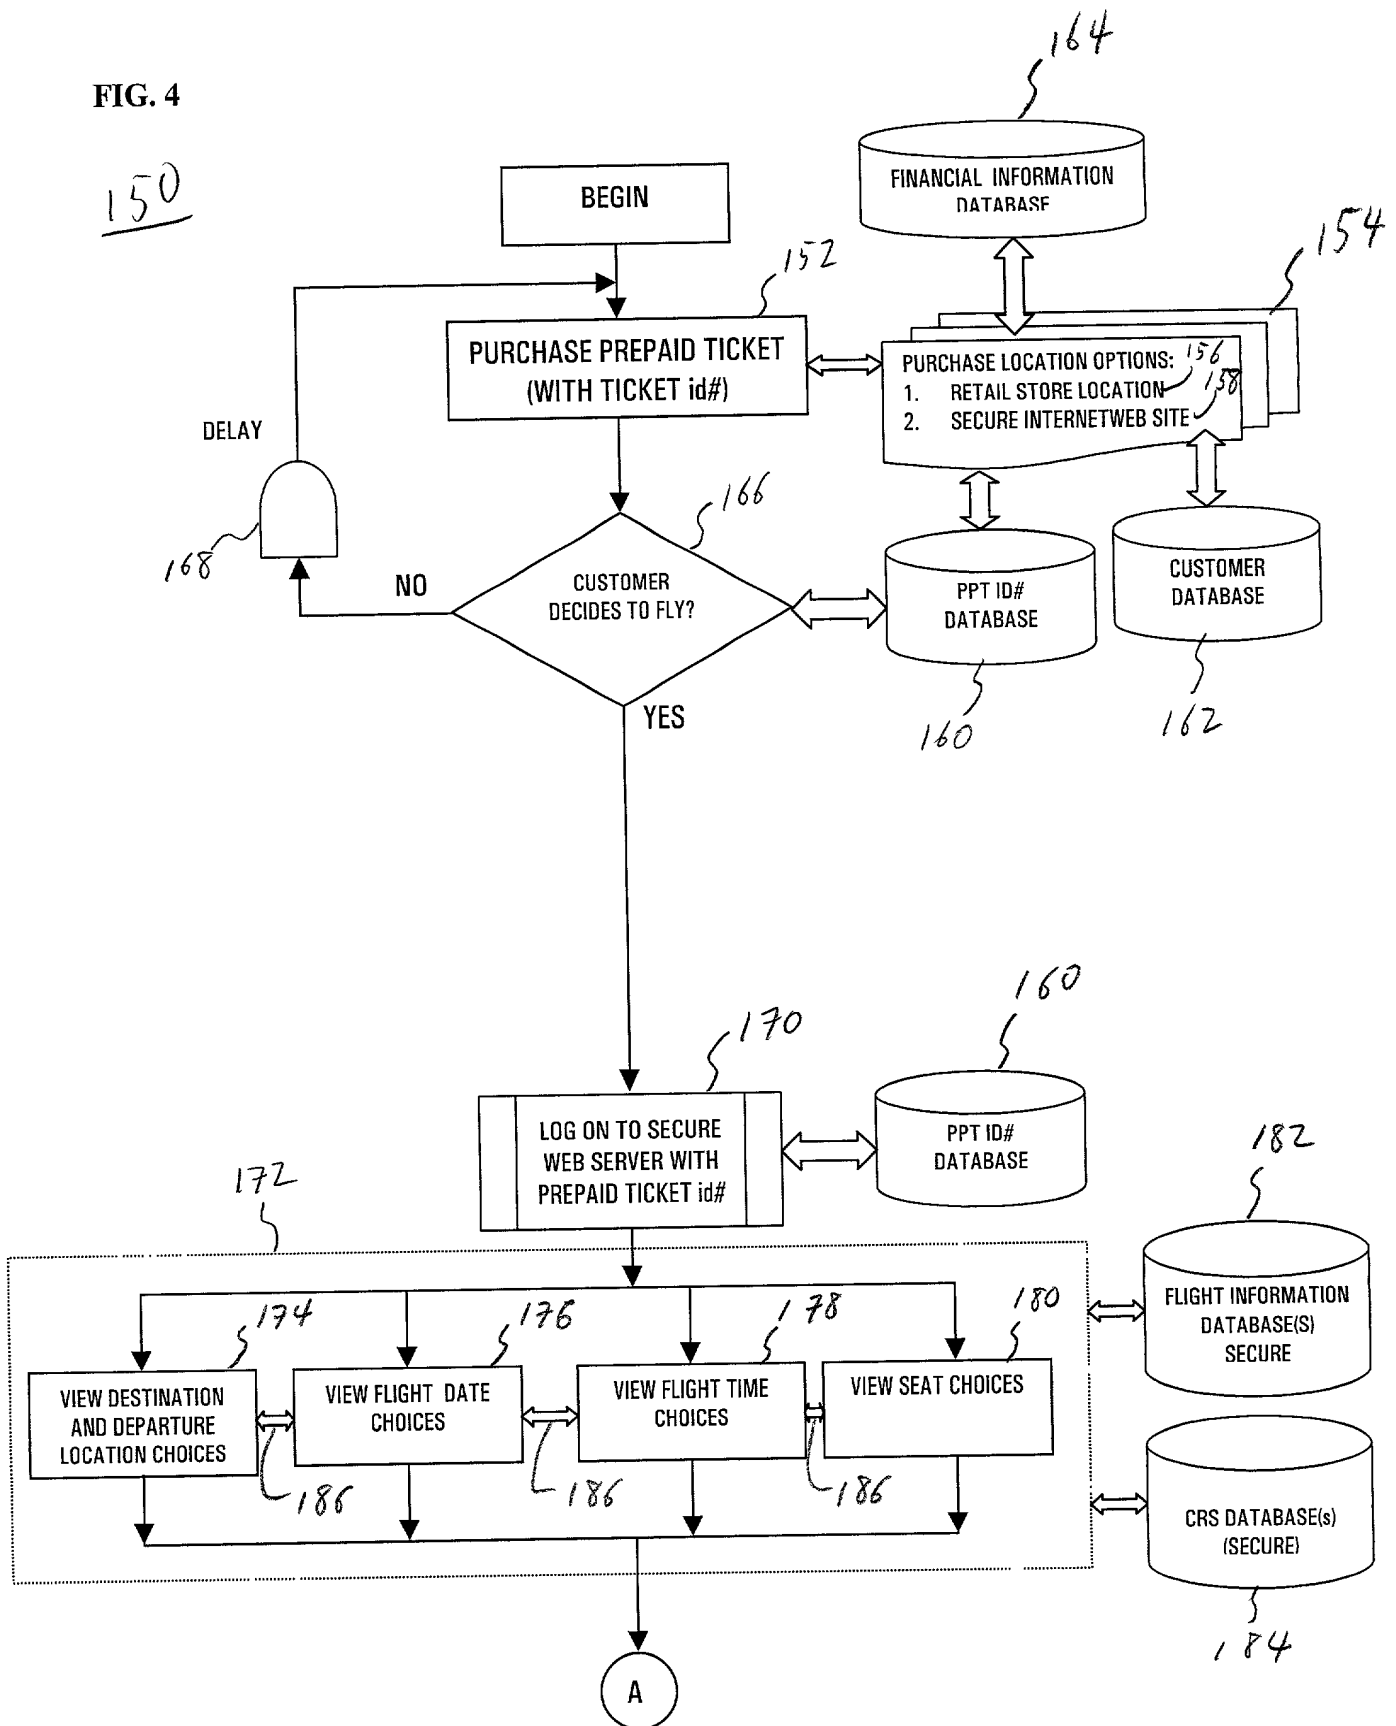 164
FIG. 4
150
BEGIN
FINANCIAL INFORMATION
DATABASE
154
152
PURCHASE PREPAID TICKET
(WITH TICKET id#)
PURCHASE LOCATION OPTIONS:
156
1. RETAIL STORE LOCATION
158
2. SECURE INTERNETWEB SITE
DELAY
168
166
NO
CUSTOMER
DECIDES TO FLY?
PPT ID#
DATABASE
CUSTOMER
DATABASE
YES
160
162
160
170
LOG ON TO SECURE
WEB SERVER WITH
PREPAID TICKET id#
PPT ID#
DATABASE
182
172
174
176
178
180
FLIGHT INFORMATION
DATABASE(S)
SECURE
VIEW DESTINATION
AND DEPARTURE
LOCATION CHOICES
VIEW FLIGHT DATE
CHOICES
VIEW FLIGHT TIME
CHOICES
VIEW SEAT CHOICES
186
186
186
CRS DATABASE(s)
(SECURE)
184
A